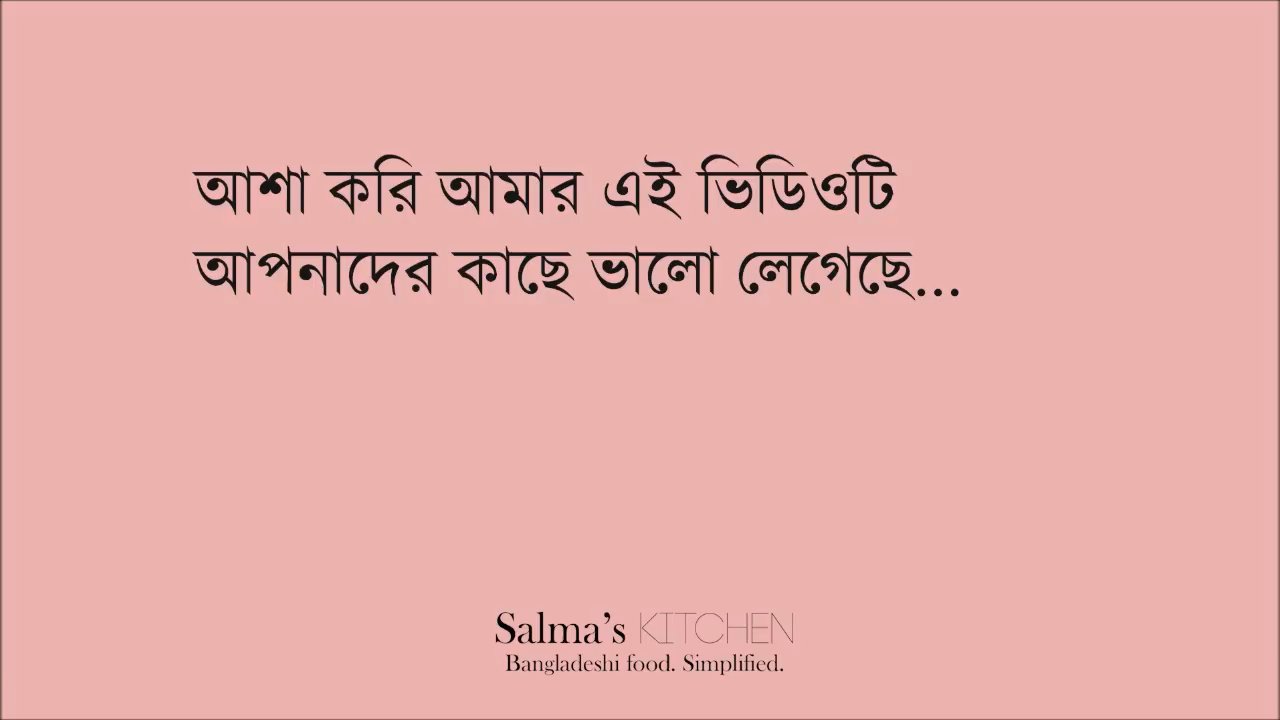 আশা করি আমার এই ভিডিওটি
আপনাদের কাছে ভালো লেগেছে...
Salma's KITCHEN
Bangladeshi food. Simplified.